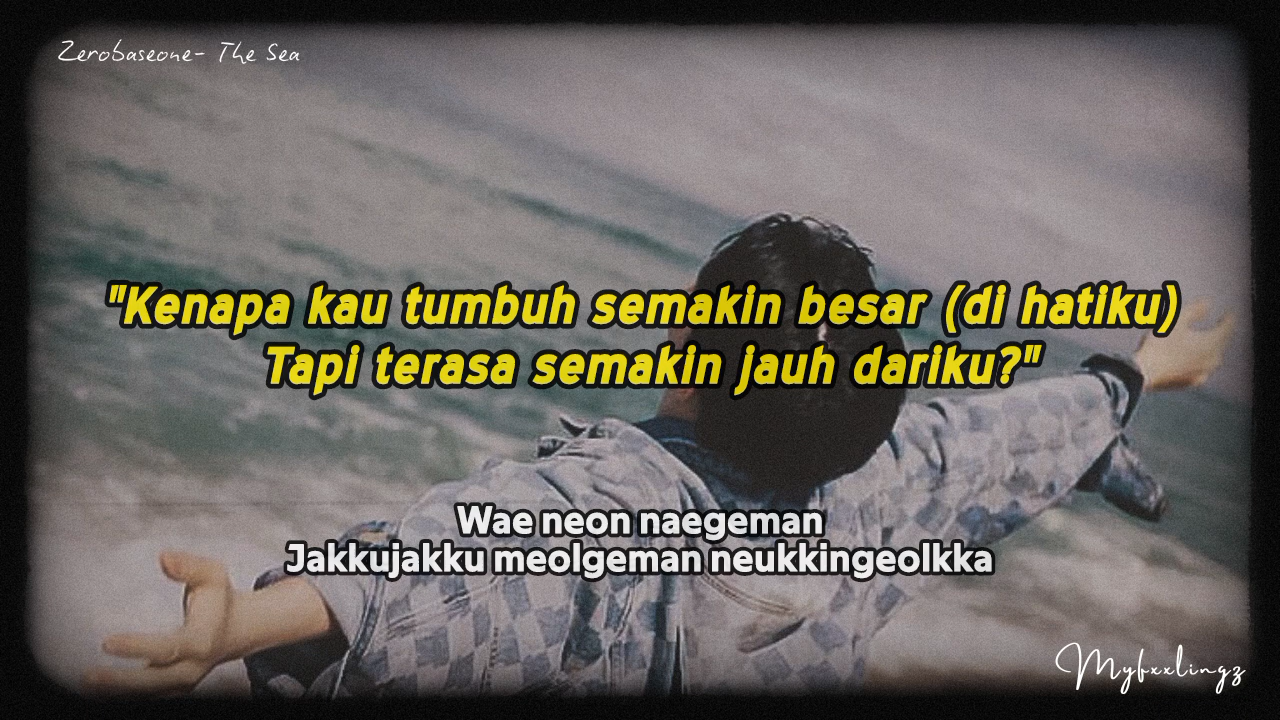 Zerobaseone- The Sea
"Kenapa kau tumbuh semakin besar (di hatiku)
Tapi terasa semakin jauh dariku?"
Wae neon naegeman
Jakkujakku meolgeman neukkingeolkka
Myfxxlingz